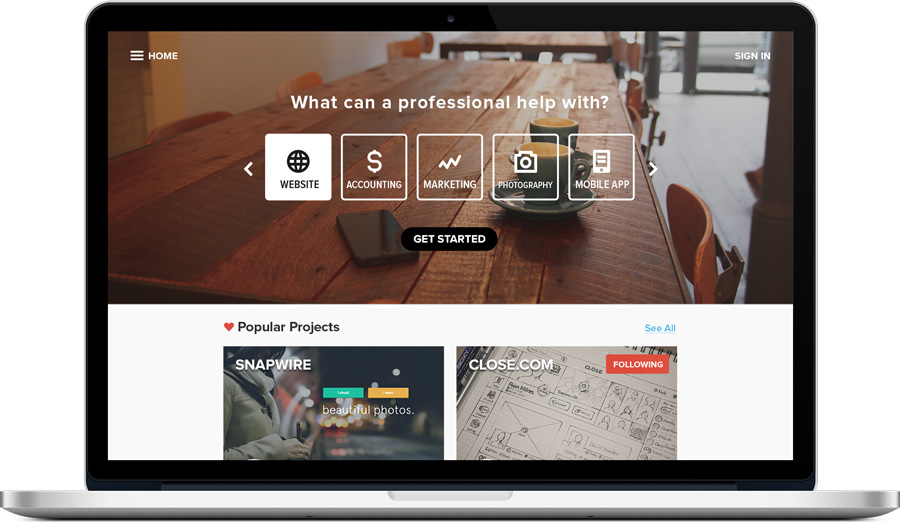 HOME
SIGN IN
What can a professional help with?
WEBSITE
ACCOUNTING
MARKETING
PHOTOGRAPHY
MOBILE APP
GET STARTED
Popular Projects
See All
SNAPWIRE
beautiful photos.
CLOSE.COM
FOLLOWING
CLOSE